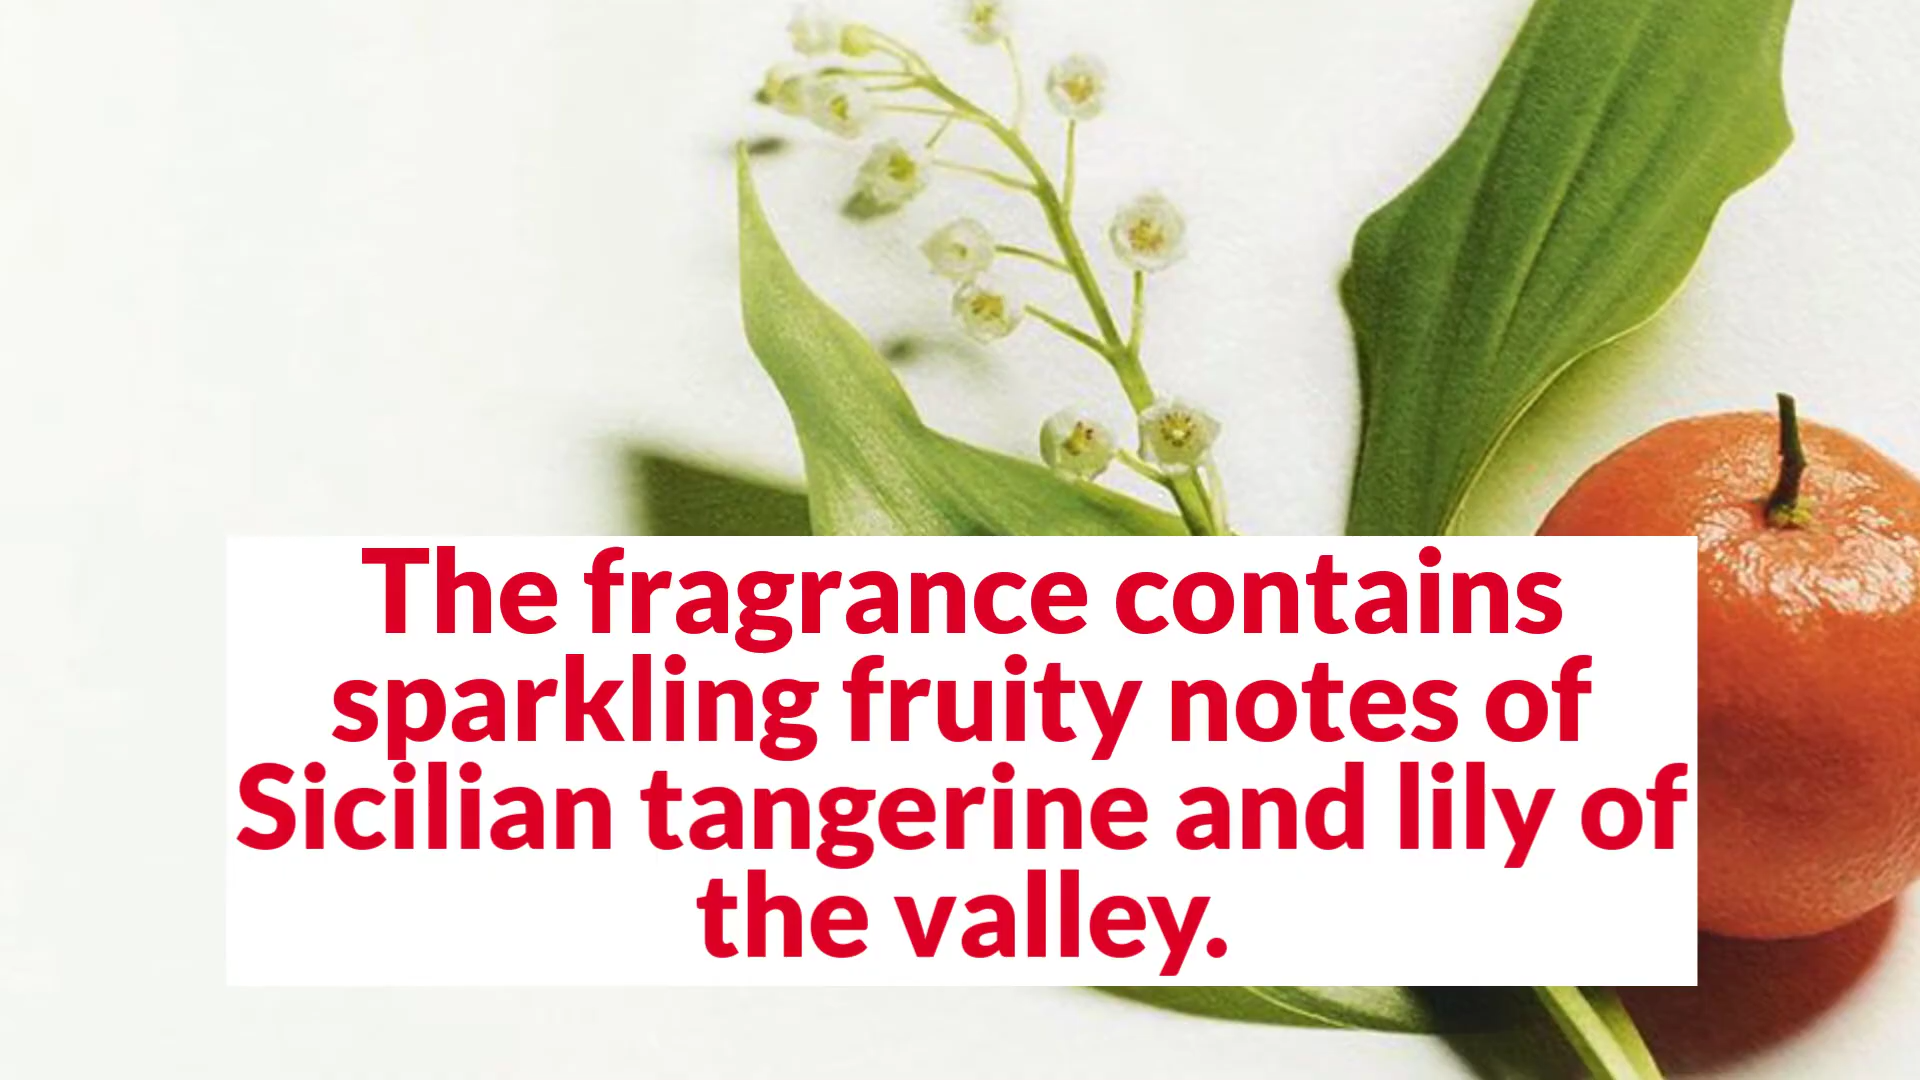 The fragrance contains
sparkling fruity notes of
Sicilian tangerine and lily of
the valley.